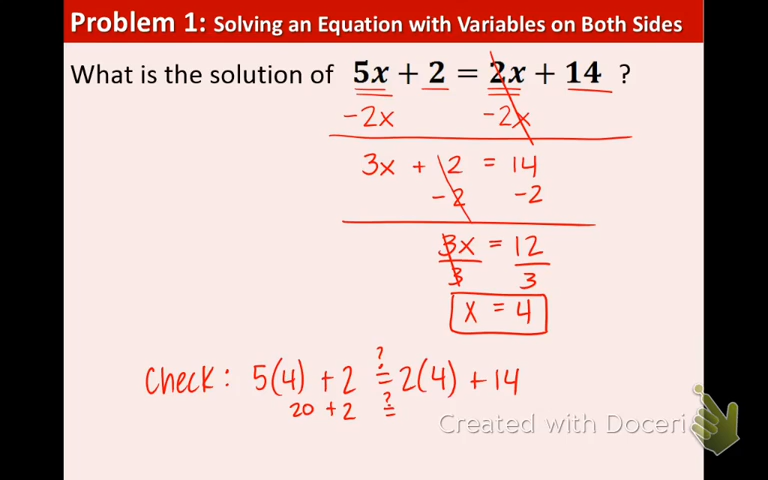 Problem 1: Solving an Equation with Variables on Both Sides
What is the solution of 5x + 2 = 2x + 14 ?
-2x -2x
3x + 2 = 14
-2 -2
3x = 12
3 3
x = 4
Check: 5(4) + 2 ≟ 2(4) + 14
20 + 2 ≟
Created with Doceri